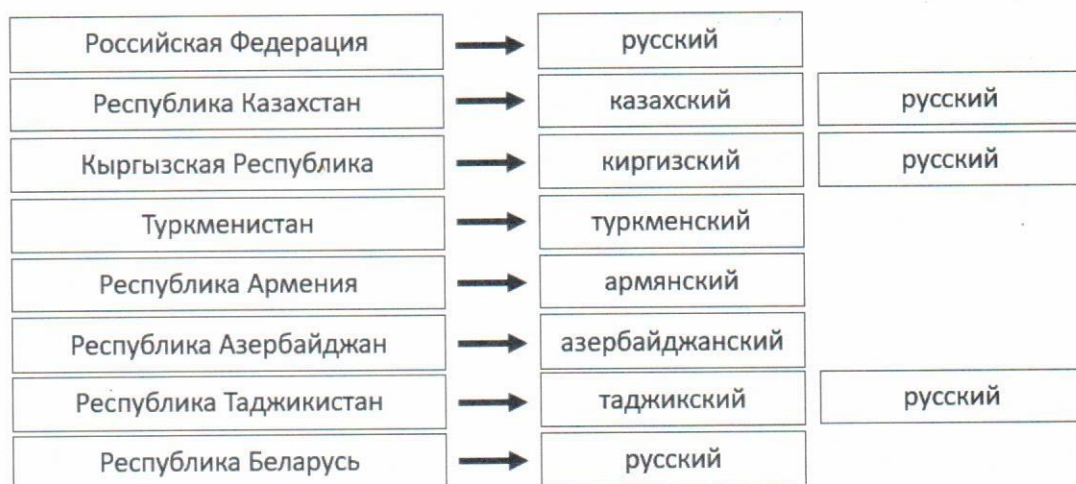 Российская Федерация русский
Республика Казахстан казахский русский
Кыргызская Республика киргизский русский
Туркменистан туркменский
Республика Армения армянский
Республика Азербайджан азербайджанский
Республика Таджикистан таджикский русский
Республика Беларусь русский